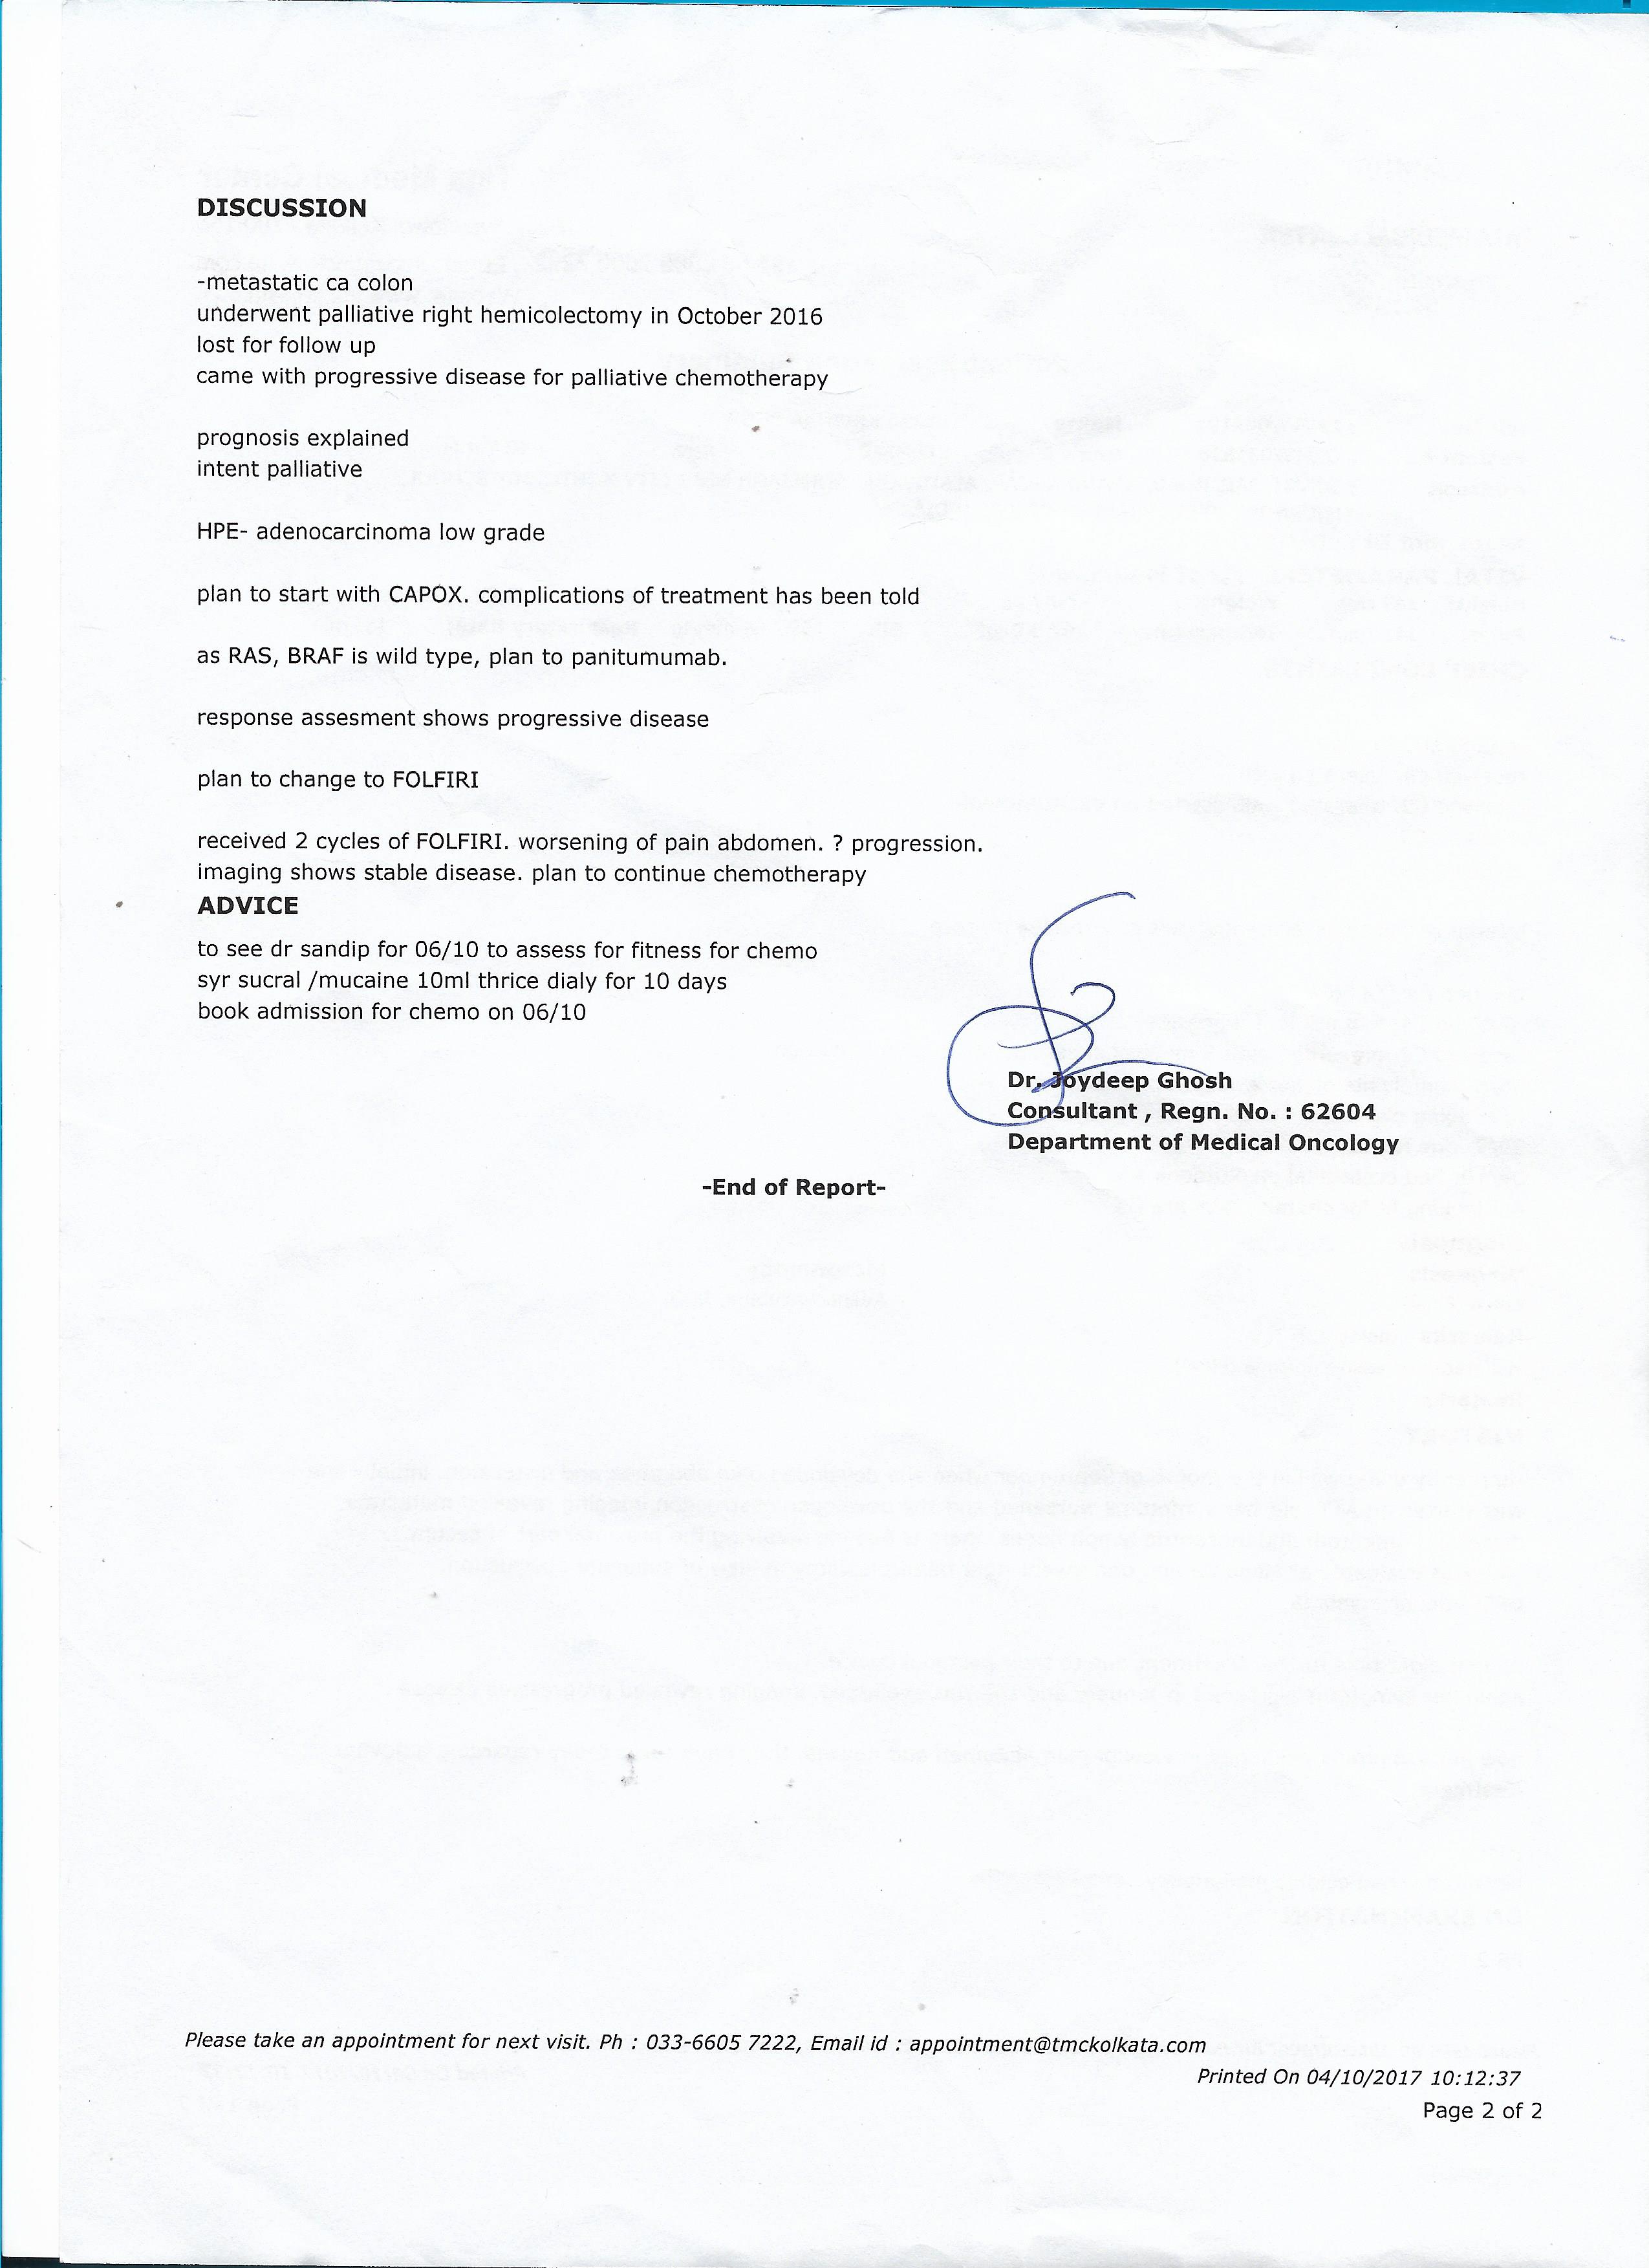 DISCUSSION
-metastatic ca colon
underwent palliative right hemicolectomy in October 2016
lost for follow up
came with progressive disease for palliative chemotherapy
prognosis explained
intent palliative
HPE- adenocarcinoma low grade
plan to start with CAPOX. complications of treatment has been told
as RAS, BRAF is wild type, plan to panitumumab.
response assesment shows progressive disease
plan to change to FOLFIRI
received 2 cycles of FOLFIRI. worsening of pain abdomen. ? progression.
imaging shows stable disease. plan to continue chemotherapy
ADVICE
to see dr sandip for 06/10 to assess for fitness for chemo
syr sucral /mucaine 10ml thrice dialy for 10 days
book admission for chemo on 06/10
Dr. Joydeep Ghosh
Consultant , Regn. No. : 62604
Department of Medical Oncology
-End of Report-
Please take an appointment for next visit. Ph : 033-6605 7222, Email id : appointment@tmckolkata.com
Printed On 04/10/2017 10:12:37
Page 2 of 2